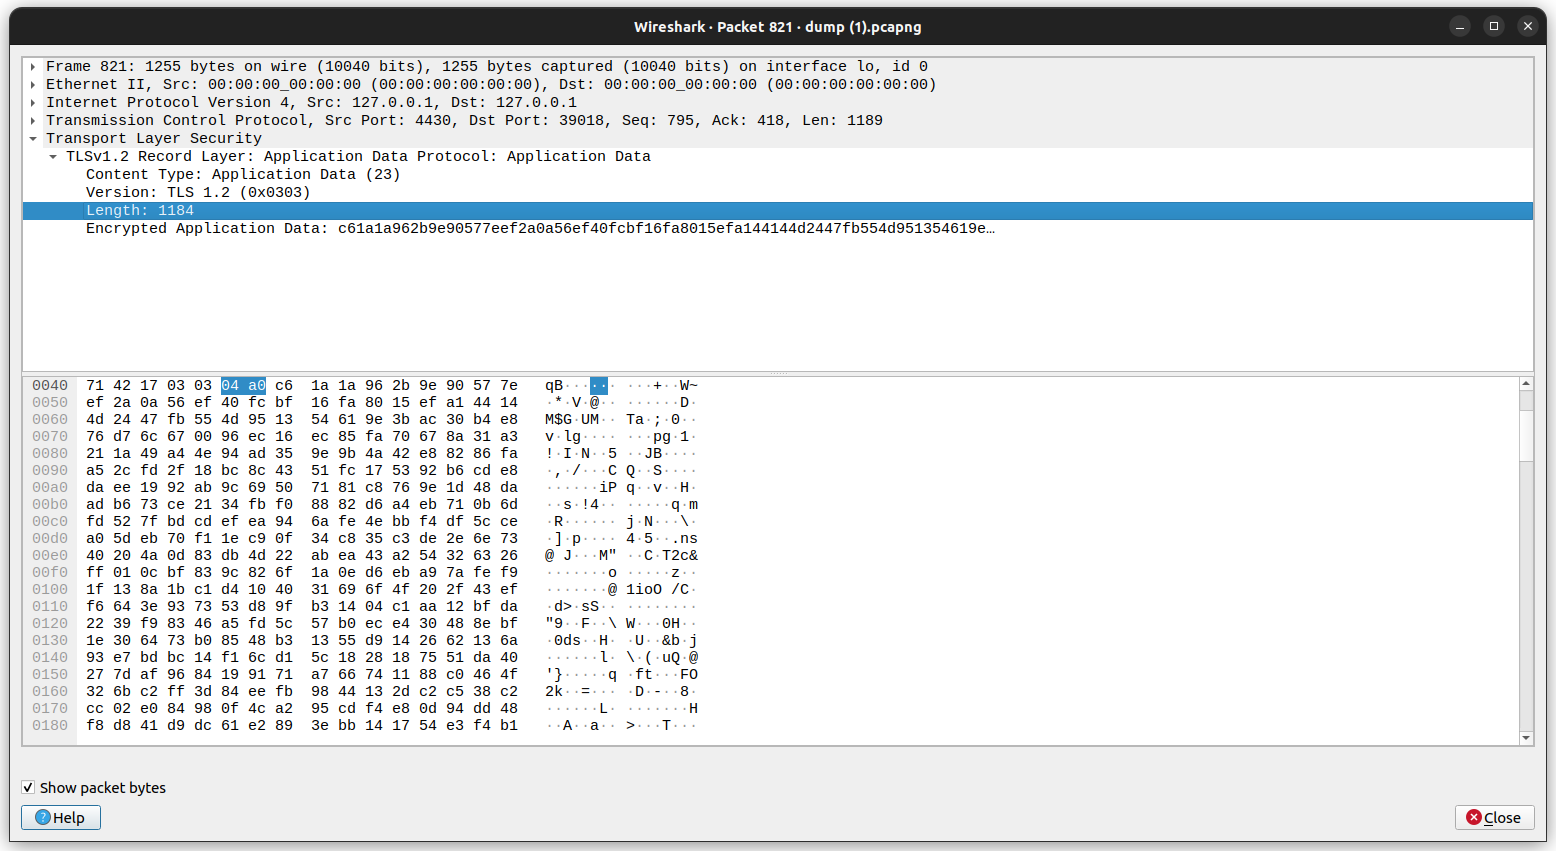 Wireshark · Packet 821 · dump (1).pcapng
Frame 821: 1255 bytes on wire (10040 bits), 1255 bytes captured (10040 bits) on interface lo, id 0
Ethernet II, Src: 00:00:00_00:00:00 (00:00:00:00:00:00), Dst: 00:00:00_00:00:00 (00:00:00:00:00:00)
Internet Protocol Version 4, Src: 127.0.0.1, Dst: 127.0.0.1
Transmission Control Protocol, Src Port: 4430, Dst Port: 39018, Seq: 795, Ack: 418, Len: 1189
Transport Layer Security
TLSv1.2 Record Layer: Application Data Protocol: Application Data
Content Type: Application Data (23)
Version: TLS 1.2 (0x0303)
Length: 1184
Encrypted Application Data: c61a1a962b9e90577eef2a0a56ef40fcbf16fa8015efa144144d2447fb554d951354619e…
0040 71 42 17 03 03 04 a0 c6 1a 1a 96 2b 9e 90 57 7e qB······ ···+··W~
0050 ef 2a 0a 56 ef 40 fc bf 16 fa 80 15 ef a1 44 14 ·*·V·@·· ······D·
0060 4d 24 47 fb 55 4d 95 13 54 61 9e 3b ac 30 b4 e8 M$G·UM·· Ta·;·0··
0070 76 d7 6c 67 00 96 ec 16 ec 85 fa 70 67 8a 31 a3 v·lg···· ···pg·1·
0080 21 1a 49 a4 4e 94 ad 35 9e 9b 4a 42 e8 82 86 fa !·I·N··5 ··JB····
0090 a5 2c fd 2f 18 bc 8c 43 51 fc 17 53 92 b6 cd e8 ·,·/···C Q··S····
00a0 da ee 19 92 ab 9c 69 50 71 81 c8 76 9e 1d 48 da ······iP q··v··H·
00b0 ad b6 73 ce 21 34 fb f0 88 82 d6 a4 eb 71 0b 6d ··s·!4·· ·····q·m
00c0 fd 52 7f bd cd ef ea 94 6a fe 4e bb f4 df 5c ce ·R······ j·N···\·
00d0 a0 5d eb 70 f1 1e c9 0f 34 c8 35 c3 de 2e 6e 73 ·]·p···· 4·5··.ns
00e0 40 20 4a 0d 83 db 4d 22 ab ea 43 a2 54 32 63 26 @ J···M" ··C·T2c&
00f0 ff 01 0c bf 83 9c 82 6f 1a 0e d6 eb a9 7a fe f9 ·······o ·····z··
0100 1f 13 8a 1b c1 d4 10 40 31 69 6f 4f 20 2f 43 ef ·······@ 1ioO /C·
0110 f6 64 3e 93 73 53 d8 9f b3 14 04 c1 aa 12 bf da ·d>·sS·· ········
0120 22 39 f9 83 46 a5 fd 5c 57 b0 ec e4 30 48 8e bf "9··F··\ W···0H··
0130 1e 30 64 73 b0 85 48 b3 13 55 d9 14 26 62 13 6a ·0ds··H· ·U··&b·j
0140 93 e7 bd bc 14 f1 6c d1 5c 18 28 18 75 51 da 40 ······l· \·(·uQ·@
0150 27 7d af 96 84 19 91 71 a7 66 74 11 88 c0 46 4f '}·····q ·ft···FO
0160 32 6b c2 ff 3d 84 ee fb 98 44 13 2d c2 c5 38 c2 2k··=··· ·D·-··8·
0170 cc 02 e0 84 98 0f 4c a2 95 cd f4 e8 0d 94 dd 48 ······L· ·······H
0180 f8 d8 41 d9 dc 61 e2 89 3e bb 14 17 54 e3 f4 b1 ··A··a·· >···T···
Show packet bytes
Help
Close